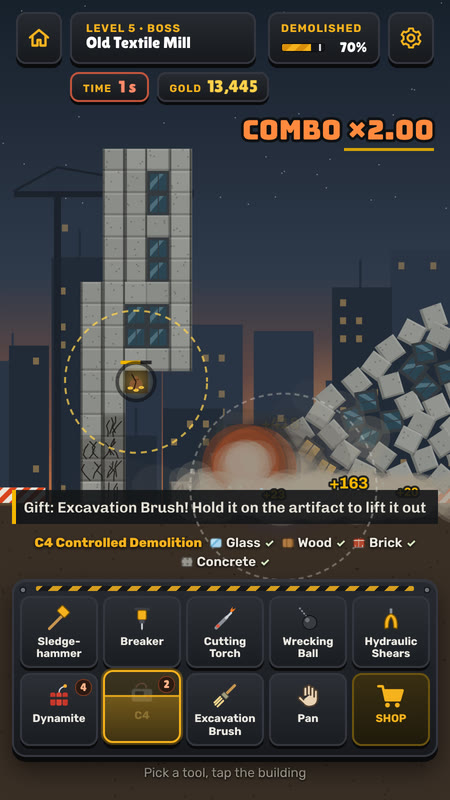 LEVEL 5 • BOSS
Old Textile Mill
DEMOLISHED
70%
TIME 1 s
GOLD 13,445
COMBO ×2.00
+163
Gift: Excavation Brush! Hold it on the artifact to lift it out
C4 Controlled Demolition Glass ✓ Wood ✓ Brick ✓
Concrete ✓
Sledge-
hammer
Breaker
Cutting
Torch
Wrecking
Ball
Hydraulic
Shears
4
Dynamite
2
C4
Excavation
Brush
Pan
SHOP
Pick a tool, tap the building